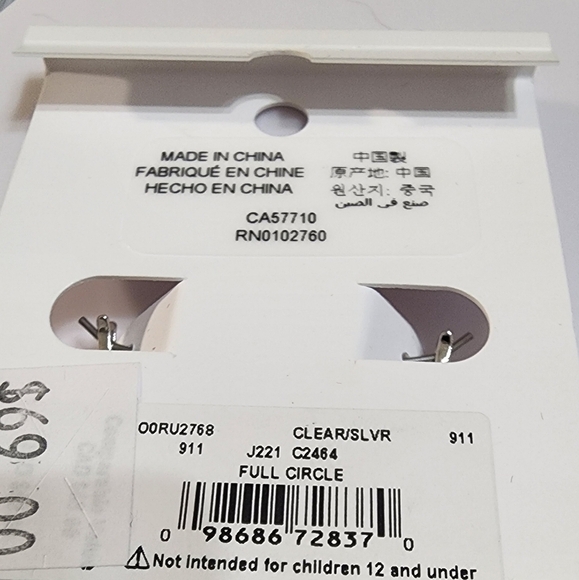 MADE IN CHINA
FABRIQUÉ EN CHINE
HECHO EN CHINA
中国製
原产地: 中国
원산지: 중국
صنع في الصين
CA57710
RN0102760
O0RU2768 CLEAR/SLVR 911
911 J221 C2464
FULL CIRCLE
0 98686 72837 0
⚠Not intended for children 12 and under